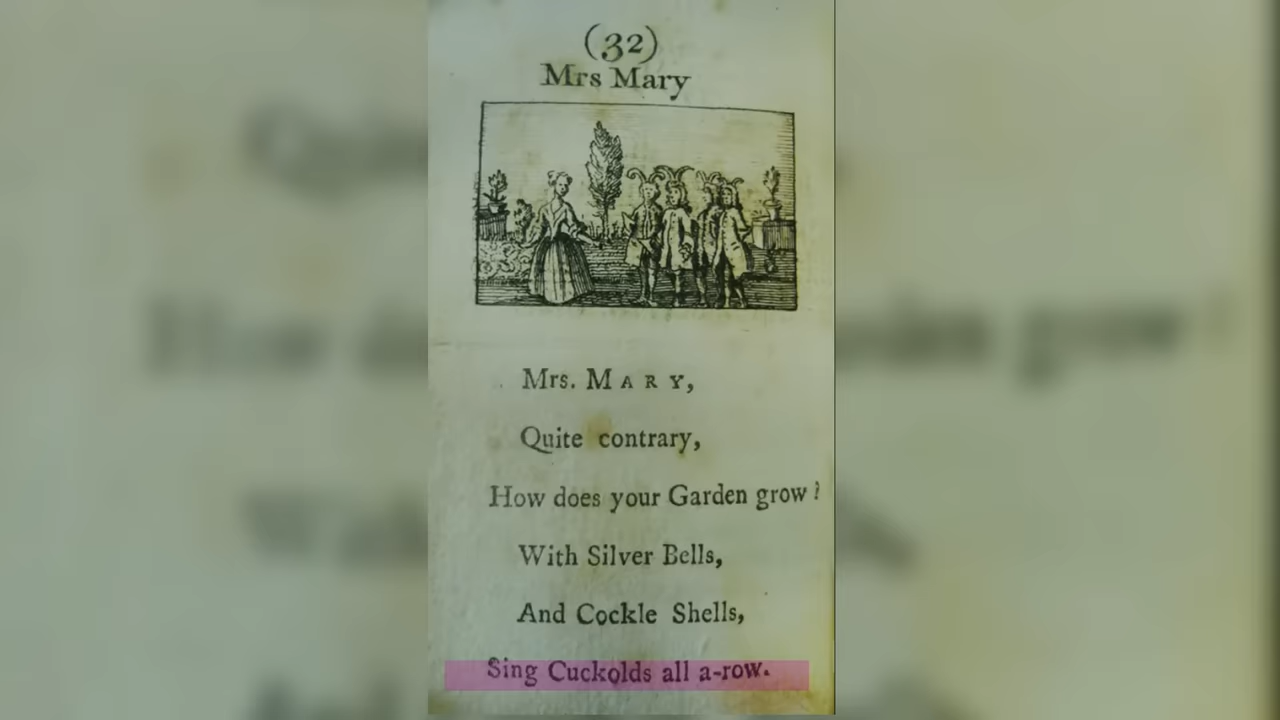 (32)
Mrs Mary
Mrs. MARY,
Quite contrary,
How does your Garden grow?
With Silver Bells,
And Cockle Shells,
Sing Cuckolds all a-row.